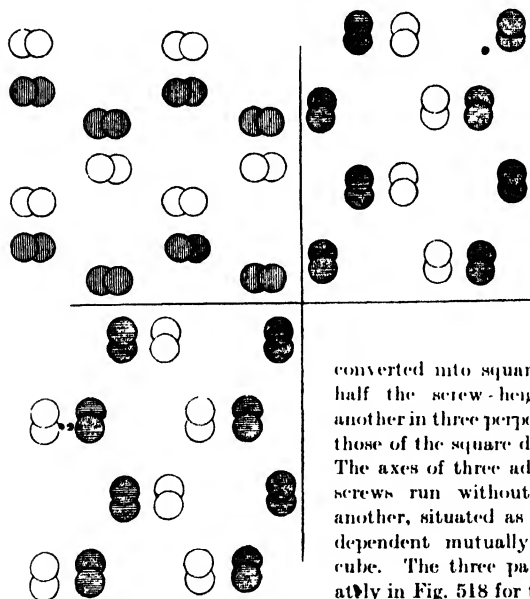 converted into squar
half the screw-heig
another in three perpe
those of the square d
The axes of three ad
screws run without
another, situated as
dependent mutually
cube. The three pa
ately in Fig. 518 for t